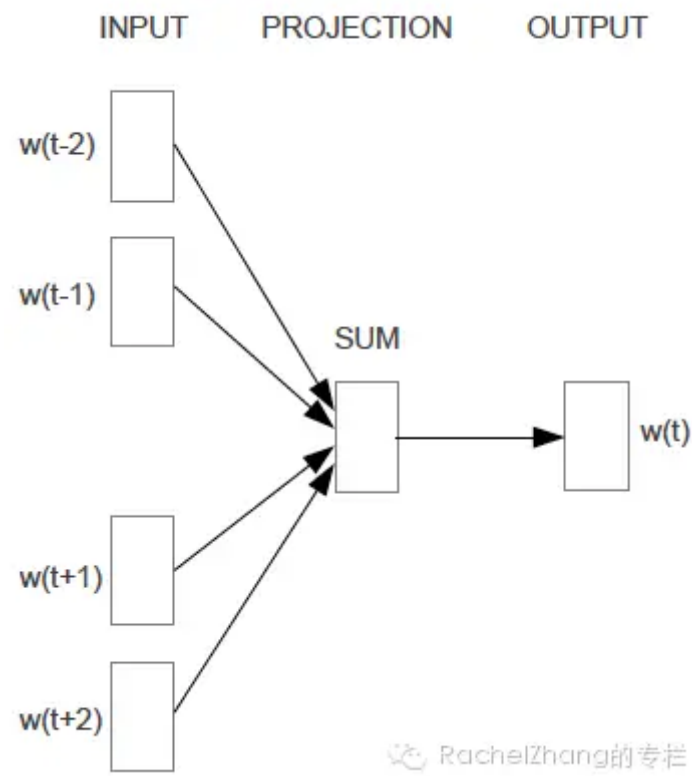 INPUT PROJECTION OUTPUT
w(t-2)
w(t-1)
SUM
w(t)
w(t+1)
w(t+2)
RachelZhang的专栏